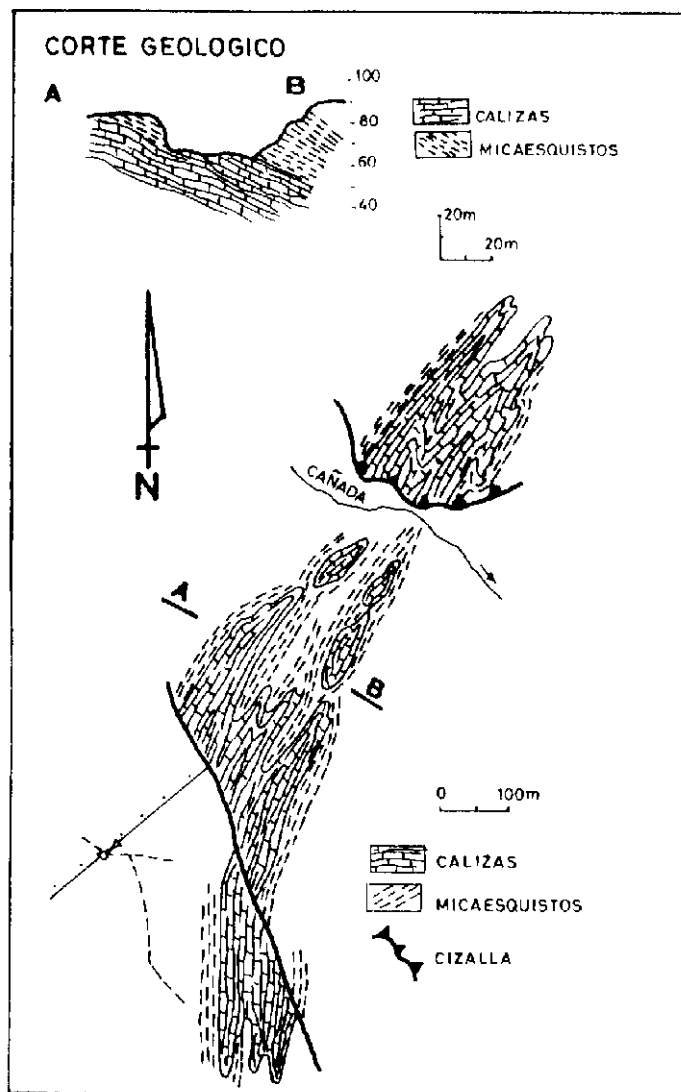 CORTE GEOLOGICO
A
B
100
80
60
40
CALIZAS
MICAESQUISTOS
20m
20m
N
CAÑADA
A
B
0 100m
CALIZAS
MICAESQUISTOS
CIZALLA